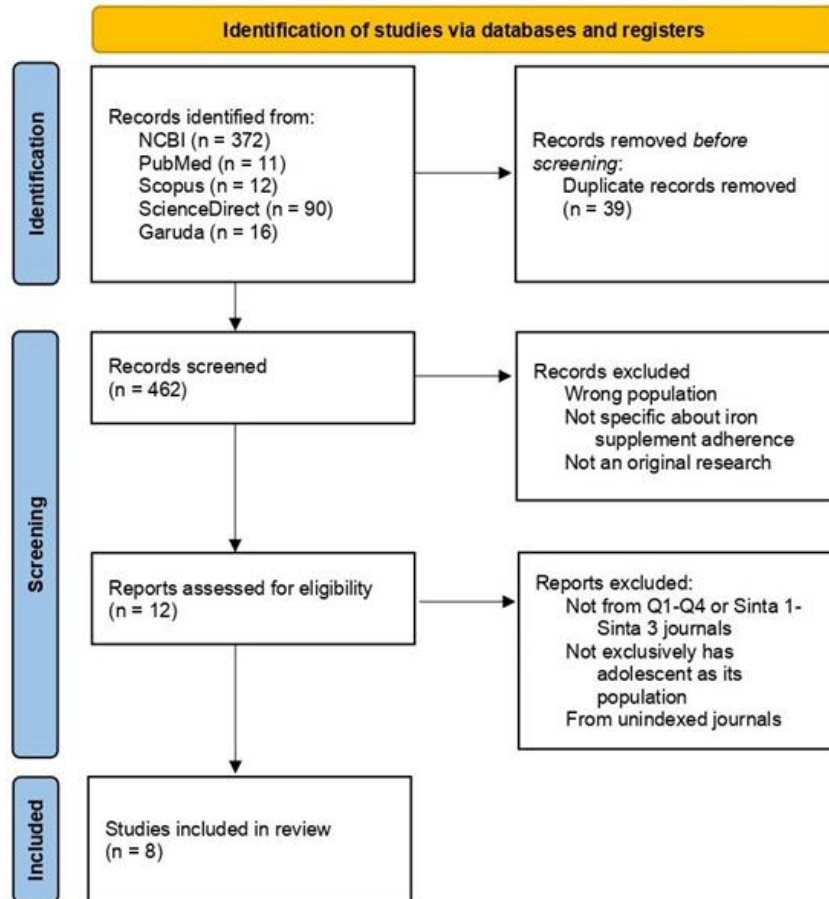 Identification of studies via databases and registers
Identification
Records identified from:
NCBI (n = 372)
PubMed (n = 11)
Scopus (n = 12)
ScienceDirect (n = 90)
Garuda (n = 16)
Records removed before
screening:
Duplicate records removed
(n = 39)
Screening
Records screened
(n = 462)
Records excluded
Wrong population
Not specific about iron
supplement adherence
Not an original research
Reports assessed for eligibility
(n = 12)
Reports excluded:
Not from Q1-Q4 or Sinta 1-
Sinta 3 journals
Not exclusively has
adolescent as its
population
From unindexed journals
Included
Studies included in review
(n = 8)